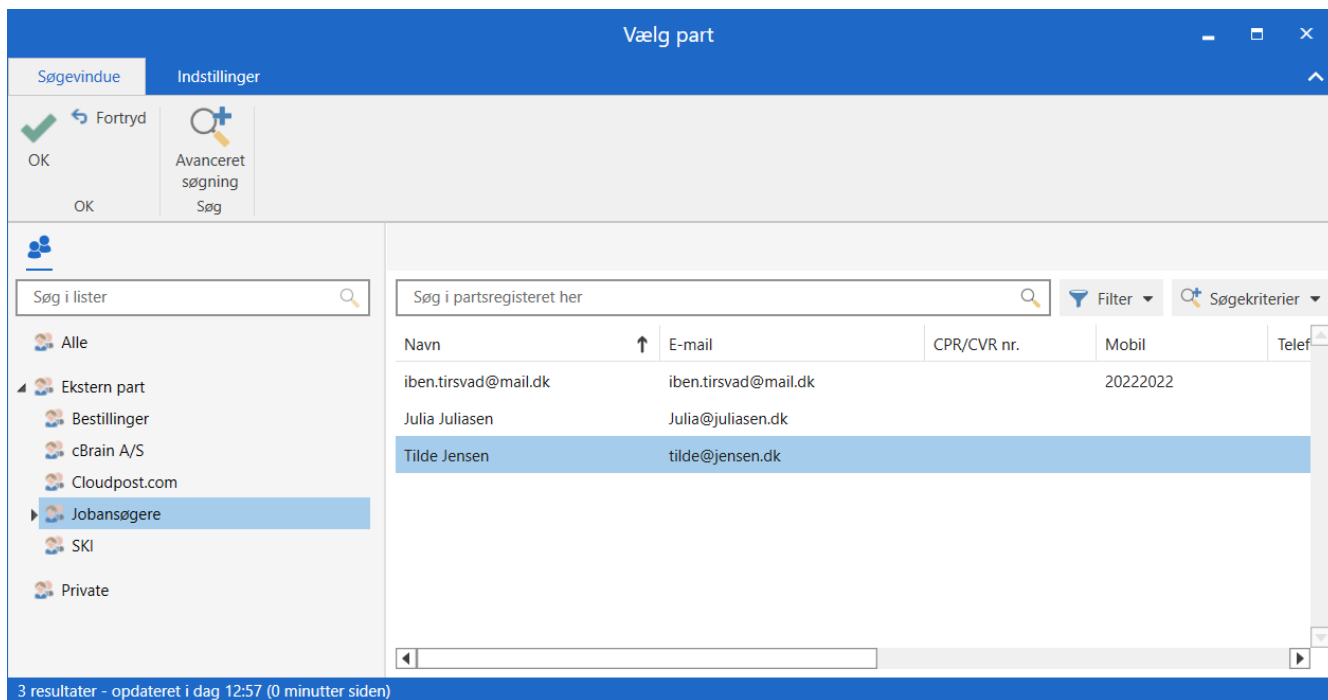 Vælg part
Søgevindue Indstillinger
OK Fortryd Avanceret søgning
OK Søg
Søg i lister
Alle
Ekstern part
Bestillinger
cBrain A/S
Cloudpost.com
Jobansøgere
SKI
Private
Søg i partsregisteret her Filter Søgekriterier
Navn E-mail CPR/CVR nr. Mobil Telef
iben.tirsvad@mail.dk iben.tirsvad@mail.dk 20222022
Julia Juliasen Julia@juliasen.dk
Tilde Jensen tilde@jensen.dk
3 resultater - opdateret i dag 12:57 (0 minutter siden)